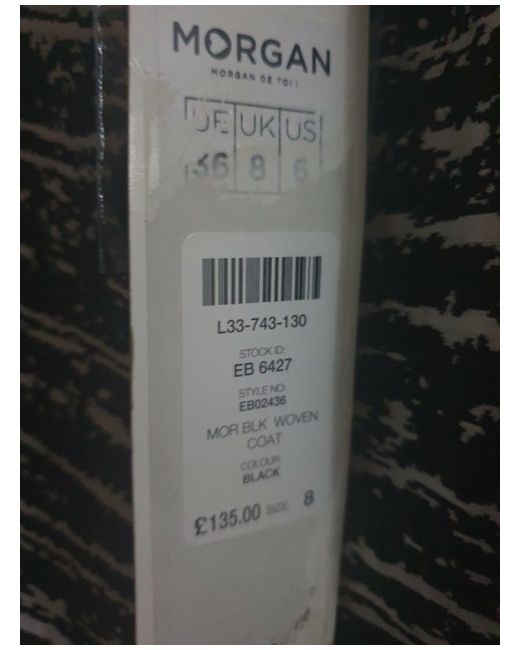 MORGAN
MORGAN DE TOI !
DE UK US
36 8 6
L33-743-130
STOCK ID:
EB 6427
STYLE NO:
EB02436
MOR BLK WOVEN
COAT
COLOUR:
BLACK
£135.00 SIZE: 8